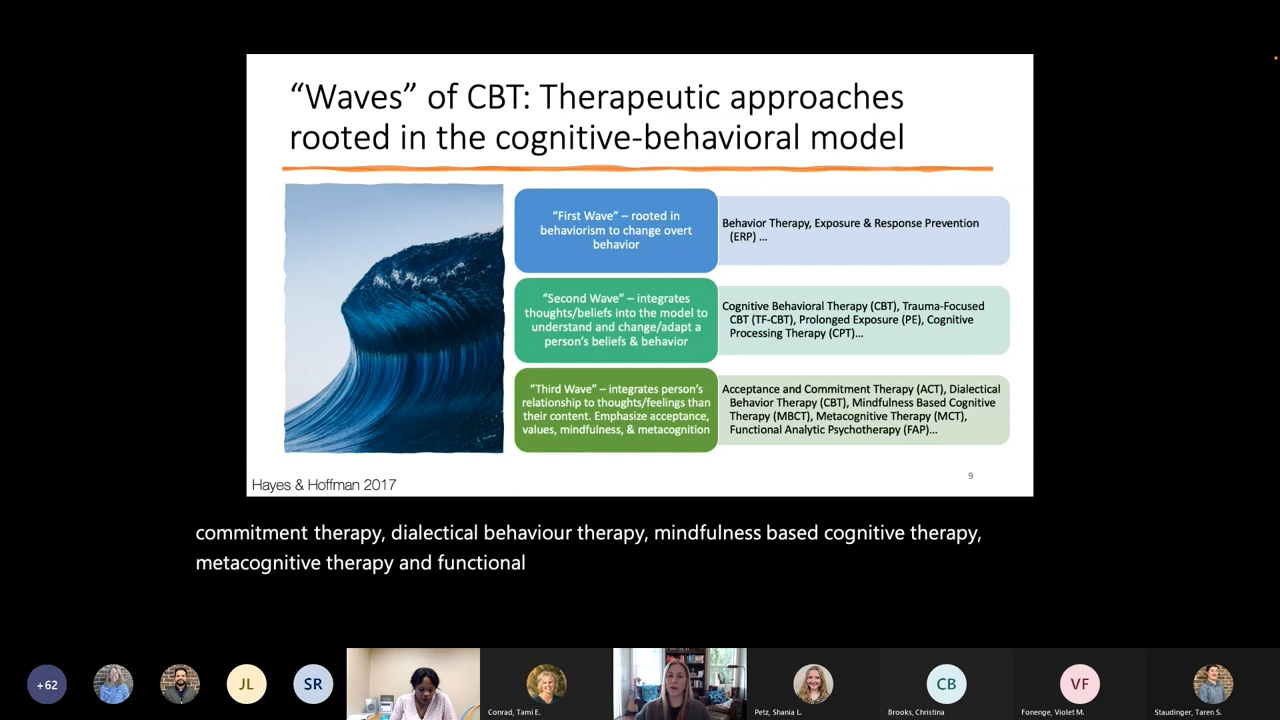 “Waves” of CBT: Therapeutic approaches
rooted in the cognitive-behavioral model
“First Wave” – rooted in
behaviorism to change overt
behavior
Behavior Therapy, Exposure & Response Prevention
(ERP) ...
“Second Wave” – integrates
thoughts/beliefs into the model to
understand and change/adapt a
person’s beliefs & behavior
Cognitive Behavioral Therapy (CBT), Trauma-Focused
CBT (TF-CBT), Prolonged Exposure (PE), Cognitive
Processing Therapy (CPT)...
“Third Wave” – integrates person’s
relationship to thoughts/feelings than
their content. Emphasize acceptance,
values, mindfulness, & metacognition
Acceptance and Commitment Therapy (ACT), Dialectical
Behavior Therapy (CBT), Mindfulness Based Cognitive
Therapy (MBCT), Metacognitive Therapy (MCT),
Functional Analytic Psychotherapy (FAP)...
Hayes & Hoffman 2017
9
commitment therapy, dialectical behaviour therapy, mindfulness based cognitive therapy,
metacognitive therapy and functional
+62
JL
SR
CB
VF
Conrad, Tami E.
Petz, Shania L.
Brooks, Christina
Fonenge, Violet M.
Staudinger, Taren S.